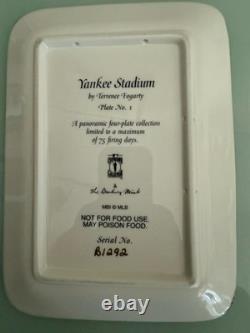 Yankee Stadium
by Terrence Fogarty
Plate No. 1
A panoramic four-plate collection
limited to a maximum
of 75 firing days.
&
The Danbury Mint
MBI © MLB
NOT FOR FOOD USE.
MAY POISON FOOD.
Serial No.
B1292